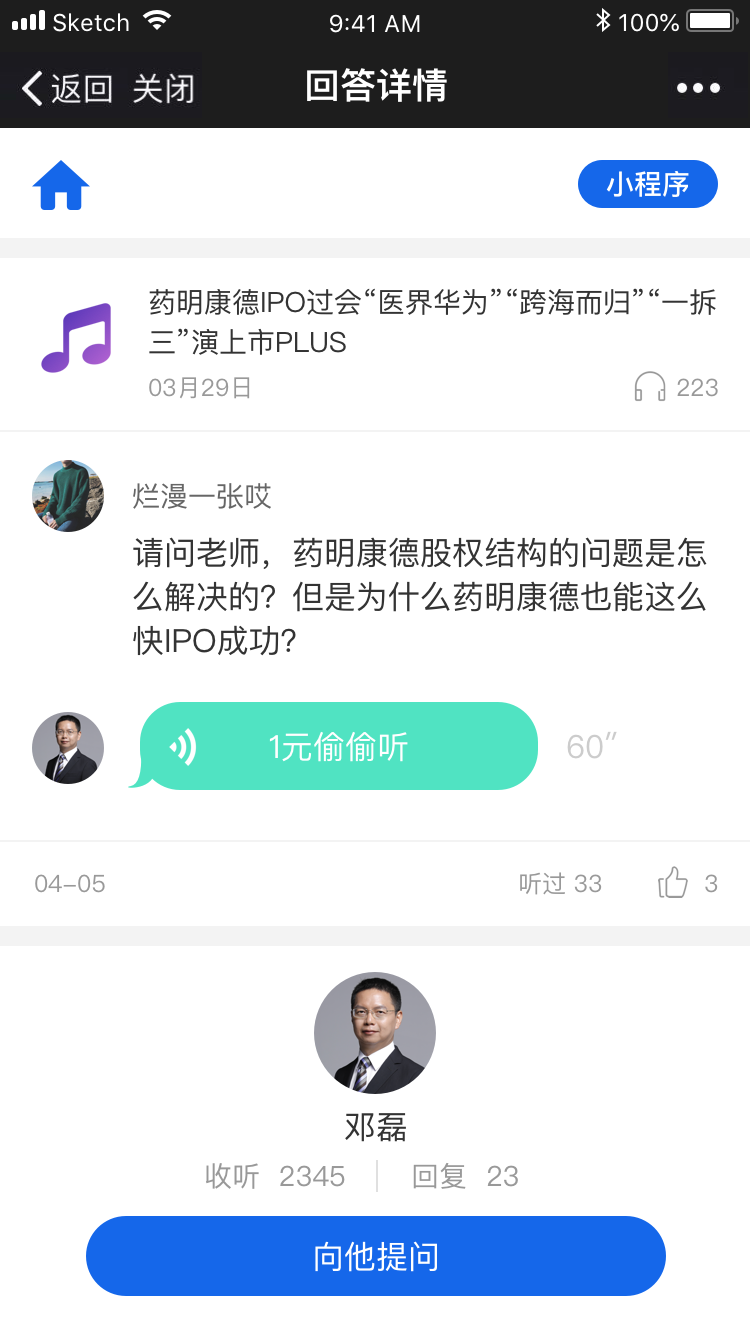 Sketch 9:41 AM 100%
返回 关闭 回答详情
小程序
药明康德IPO过会“医界华为”“跨海而归”“一拆
三”演上市PLUS
03月29日 223
烂漫一张哎
请问老师，药明康德股权结构的问题是怎
么解决的？但是为什么药明康德也能这么
快IPO成功？
1元偷偷听 60″
04-05 听过 33 3
邓磊
收听 2345 回复 23
向他提问